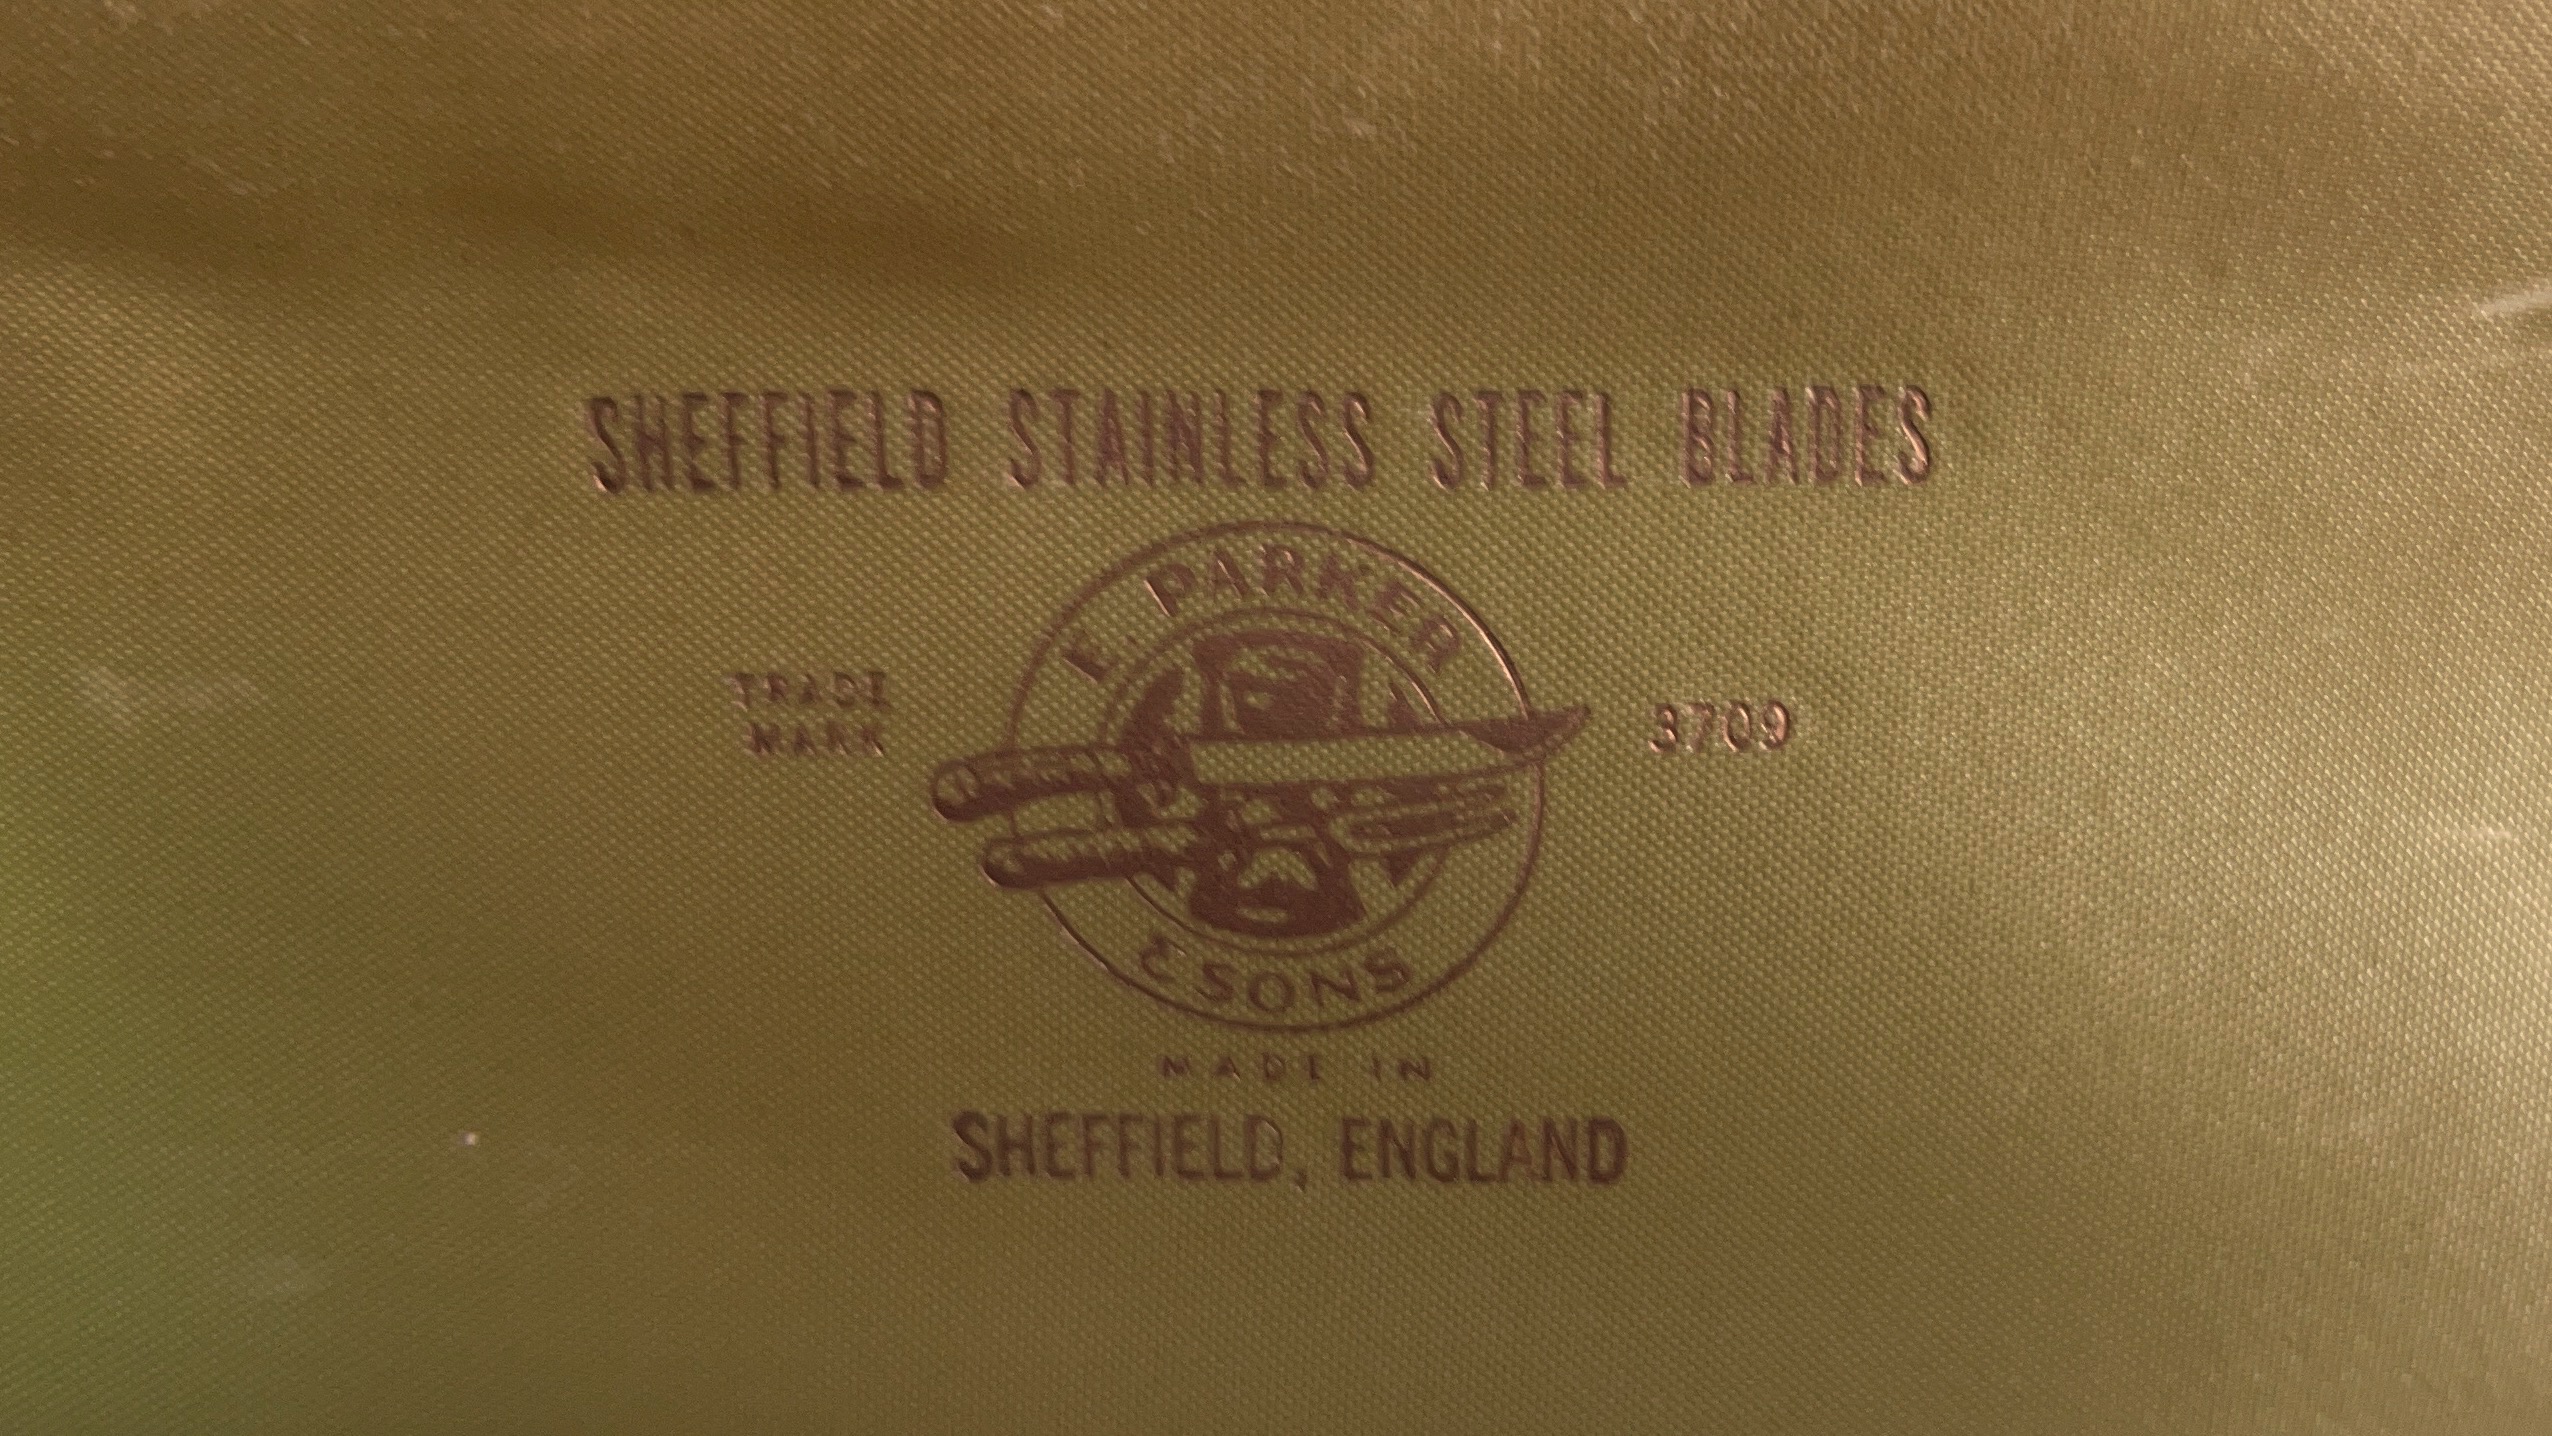 SHEFFIELD STAINLESS STEEL BLADES
E. PARKER
TRADE
MARK
3709
& SONS
MADE IN
SHEFFIELD, ENGLAND